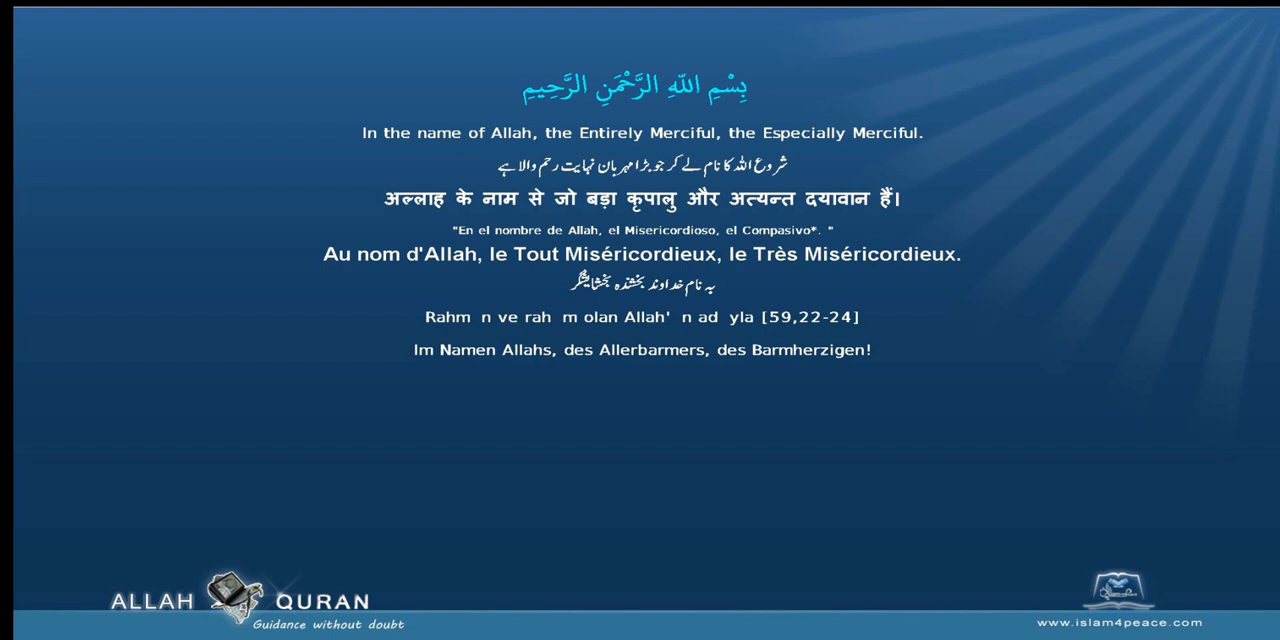 بِسْمِ اللَّهِ الرَّحْمَنِ الرَّحِيمِ
In the name of Allah, the Entirely Merciful, the Especially Merciful.
شروع اللہ کا نام لے کر جو بڑا مہربان نہایت رحم والا ہے
अल्लाह के नाम से जो बड़ा कृपालु और अत्यन्त दयावान हैं।
"En el nombre de Allah, el Misericordioso, el Compasivo*. "
Au nom d'Allah, le Tout Miséricordieux, le Très Miséricordieux.
به نام خداوند بخشنده بخشایشگر
Rahm n ve rah m olan Allah' n ad yla [59,22-24]
Im Namen Allahs, des Allerbarmers, des Barmherzigen!
ALLAH QURAN
Guidance without doubt
www.islam4peace.com